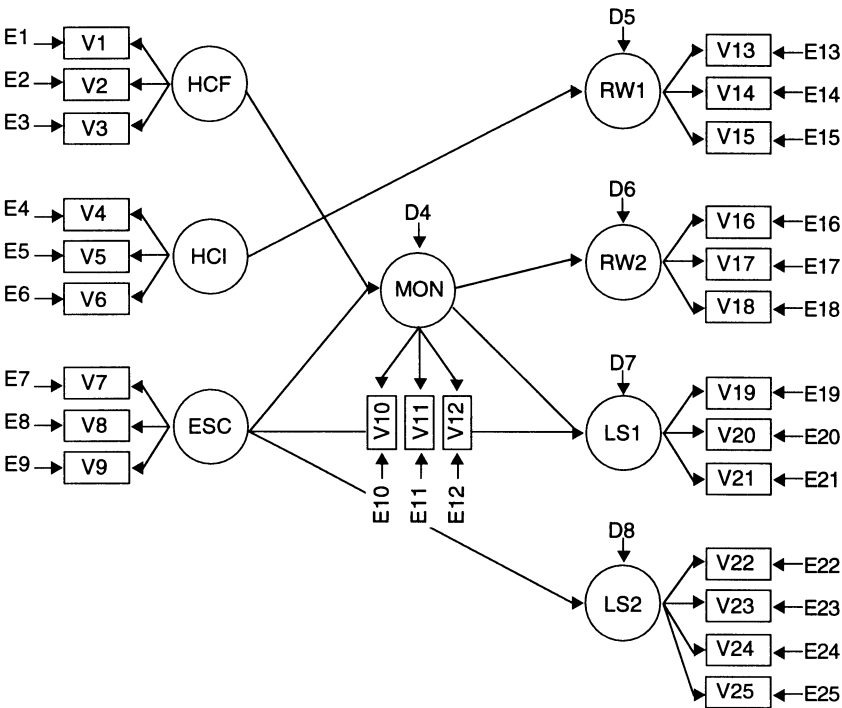 E1
V1
E2
V2
E3
V3
HCF
E4
V4
E5
V5
E6
V6
HCI
E7
V7
E8
V8
E9
V9
ESC
D4
MON
V10
V11
V12
E10
E11
E12
D5
RW1
V13
E13
V14
E14
V15
E15
D6
RW2
V16
E16
V17
E17
V18
E18
D7
LS1
V19
E19
V20
E20
V21
E21
D8
LS2
V22
E22
V23
E23
V24
E24
V25
E25